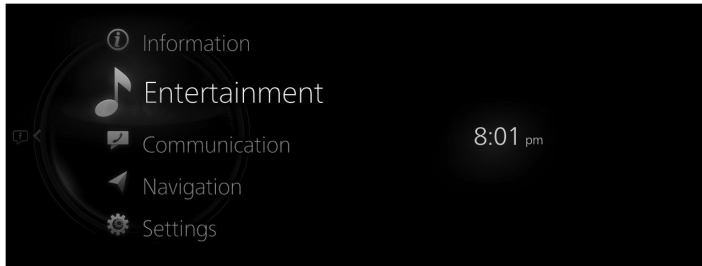 Information
Entertainment
Communication
8:01 pm
Navigation
Settings